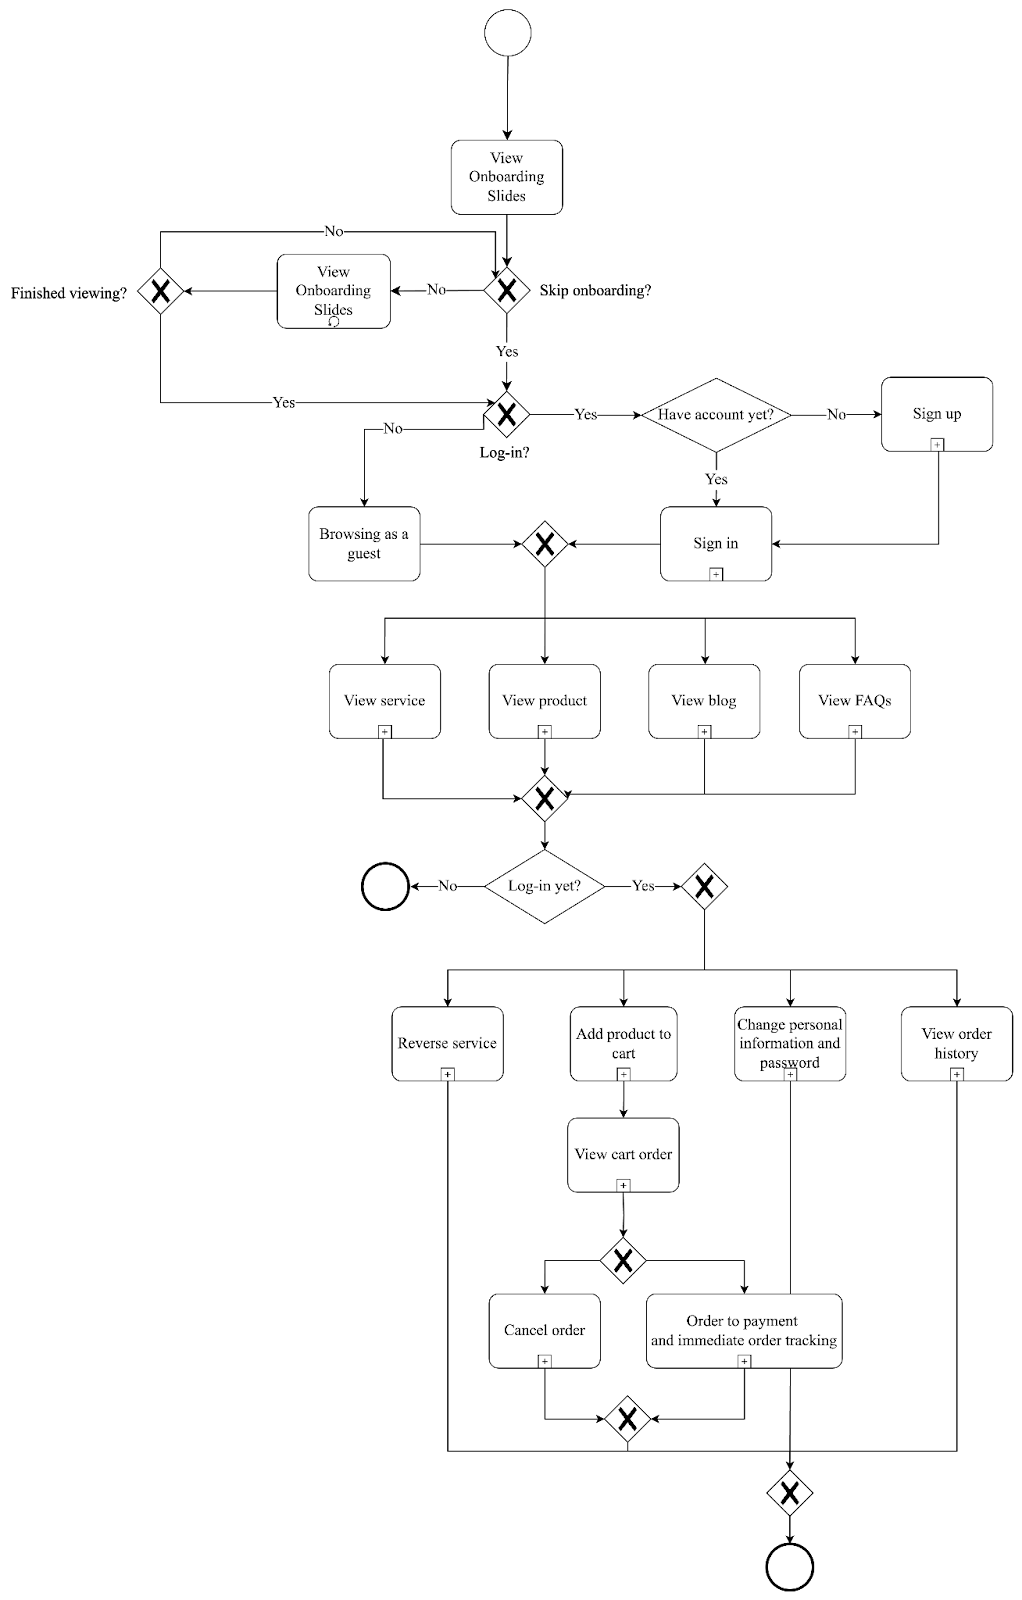 View
Onboarding
Slides
No
Finished viewing?
View
Onboarding
Slides
No
Skip onboarding?
Yes
Yes
No
Log-in?
Yes
Have account yet?
No
Sign up
Yes
Browsing as a
guest
Sign in
View service
View product
View blog
View FAQs
No
Log-in yet?
Yes
Reverse service
Add product to
cart
Change personal
information and
password
View order
history
View cart order
Cancel order
Order to payment
and immediate order tracking